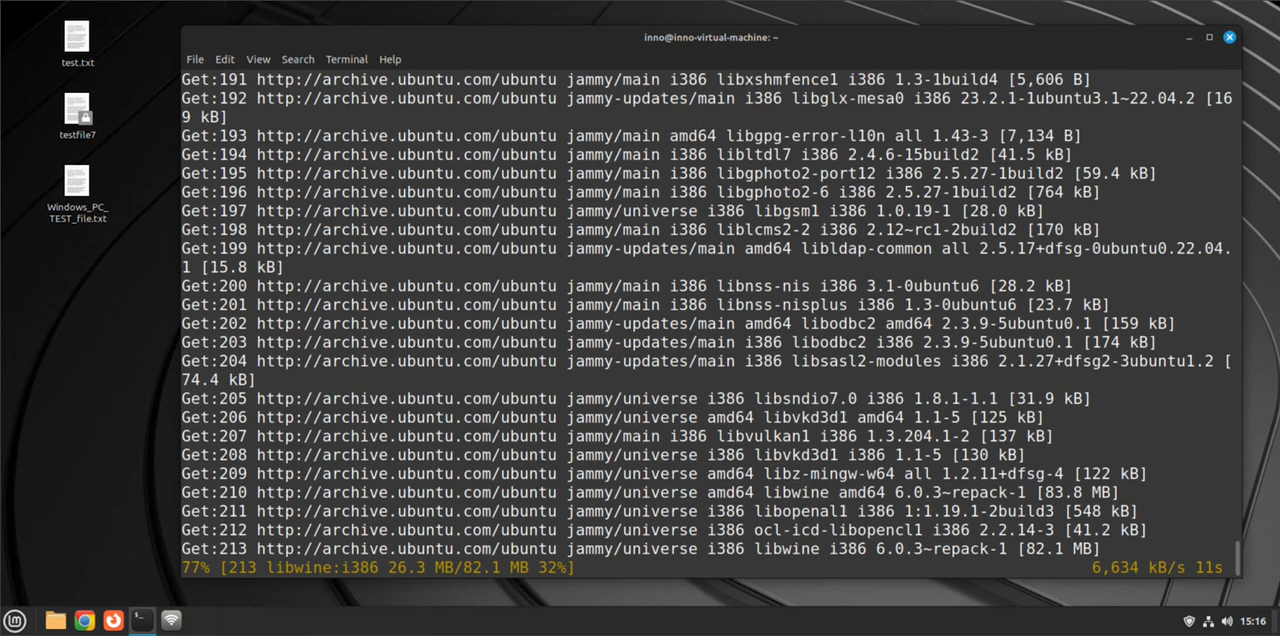 test.txt
testfile7
Windows_PC_
TEST_file.txt
inno@inno-virtual-machine: ~
File Edit View Search Terminal Help
Get:191 http://archive.ubuntu.com/ubuntu jammy/main i386 libxshmfence1 i386 1.3-1build4 [5,606 B]
Get:192 http://archive.ubuntu.com/ubuntu jammy-updates/main i386 libglx-mesa0 i386 23.2.1-1ubuntu3.1~22.04.2 [16
9 kB]
Get:193 http://archive.ubuntu.com/ubuntu jammy/main amd64 libgpg-error-l10n all 1.43-3 [7,134 B]
Get:194 http://archive.ubuntu.com/ubuntu jammy/main i386 libltdl7 i386 2.4.6-15build2 [41.5 kB]
Get:195 http://archive.ubuntu.com/ubuntu jammy/main i386 libgphoto2-port12 i386 2.5.27-1build2 [59.4 kB]
Get:196 http://archive.ubuntu.com/ubuntu jammy/main i386 libgphoto2-6 i386 2.5.27-1build2 [764 kB]
Get:197 http://archive.ubuntu.com/ubuntu jammy/universe i386 libgsm1 i386 1.0.19-1 [28.0 kB]
Get:198 http://archive.ubuntu.com/ubuntu jammy/main i386 liblcms2-2 i386 2.12~rc1-2build2 [170 kB]
Get:199 http://archive.ubuntu.com/ubuntu jammy-updates/main amd64 libldap-common all 2.5.17+dfsg-0ubuntu0.22.04.
1 [15.8 kB]
Get:200 http://archive.ubuntu.com/ubuntu jammy/main i386 libnss-nis i386 3.1-0ubuntu6 [28.2 kB]
Get:201 http://archive.ubuntu.com/ubuntu jammy/main i386 libnss-nisplus i386 1.3-0ubuntu6 [23.7 kB]
Get:202 http://archive.ubuntu.com/ubuntu jammy-updates/main amd64 libodbc2 amd64 2.3.9-5ubuntu0.1 [159 kB]
Get:203 http://archive.ubuntu.com/ubuntu jammy-updates/main i386 libodbc2 i386 2.3.9-5ubuntu0.1 [174 kB]
Get:204 http://archive.ubuntu.com/ubuntu jammy-updates/main i386 libsasl2-modules i386 2.1.27+dfsg2-3ubuntu1.2 [
74.4 kB]
Get:205 http://archive.ubuntu.com/ubuntu jammy/universe i386 libsndio7.0 i386 1.8.1-1.1 [31.9 kB]
Get:206 http://archive.ubuntu.com/ubuntu jammy/universe amd64 libvkd3d1 amd64 1.1-5 [125 kB]
Get:207 http://archive.ubuntu.com/ubuntu jammy/main i386 libvulkan1 i386 1.3.204.1-2 [137 kB]
Get:208 http://archive.ubuntu.com/ubuntu jammy/universe i386 libvkd3d1 i386 1.1-5 [130 kB]
Get:209 http://archive.ubuntu.com/ubuntu jammy/universe amd64 libz-mingw-w64 all 1.2.11+dfsg-4 [122 kB]
Get:210 http://archive.ubuntu.com/ubuntu jammy/universe amd64 libwine amd64 6.0.3~repack-1 [83.8 MB]
Get:211 http://archive.ubuntu.com/ubuntu jammy/universe i386 libopenal1 i386 1:1.19.1-2build3 [548 kB]
Get:212 http://archive.ubuntu.com/ubuntu jammy/universe i386 ocl-icd-libopencl1 i386 2.2.14-3 [41.2 kB]
Get:213 http://archive.ubuntu.com/ubuntu jammy/universe i386 libwine i386 6.0.3~repack-1 [82.1 MB]
77% [213 libwine:i386 26.3 MB/82.1 MB 32%] 6,634 kB/s 11s
15:16